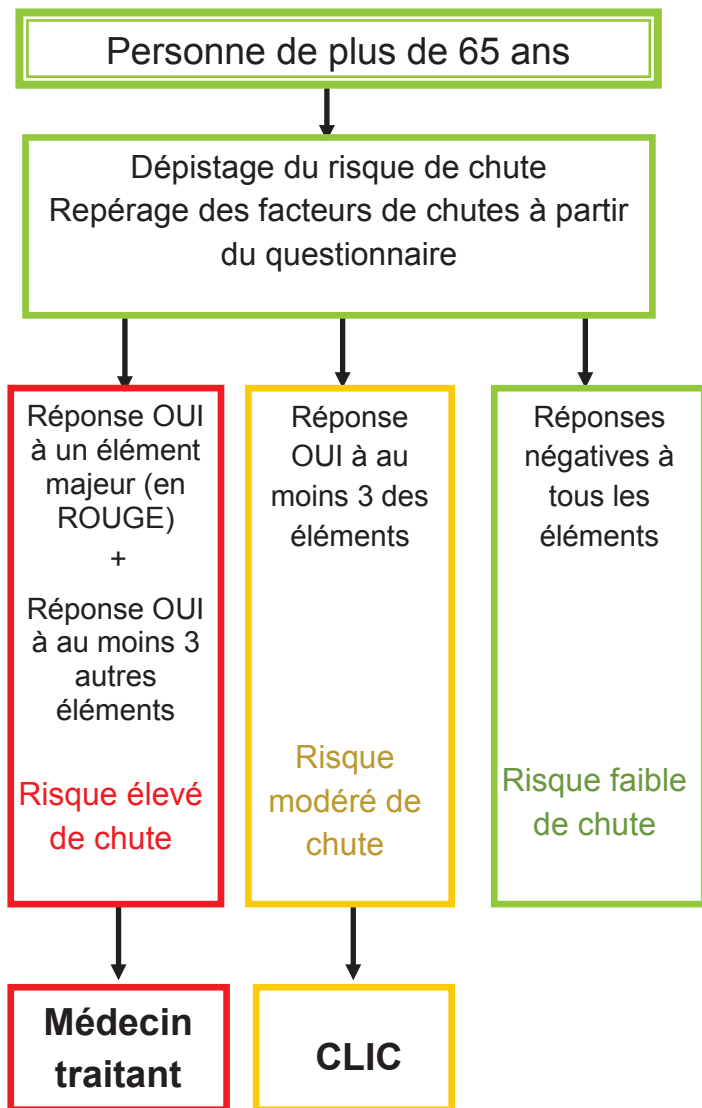 Personne de plus de 65 ans
Dépistage du risque de chute
Repérage des facteurs de chutes à partir
du questionnaire
Réponse OUI
à un élément
majeur (en
ROUGE)
+
Réponse OUI
à au moins 3
autres
éléments
Risque élevé
de chute
Réponse
OUI à au
moins 3 des
éléments
Risque
modéré de
chute
Réponses
négatives à
tous les
éléments
Risque faible
de chute
Médecin
traitant
CLIC